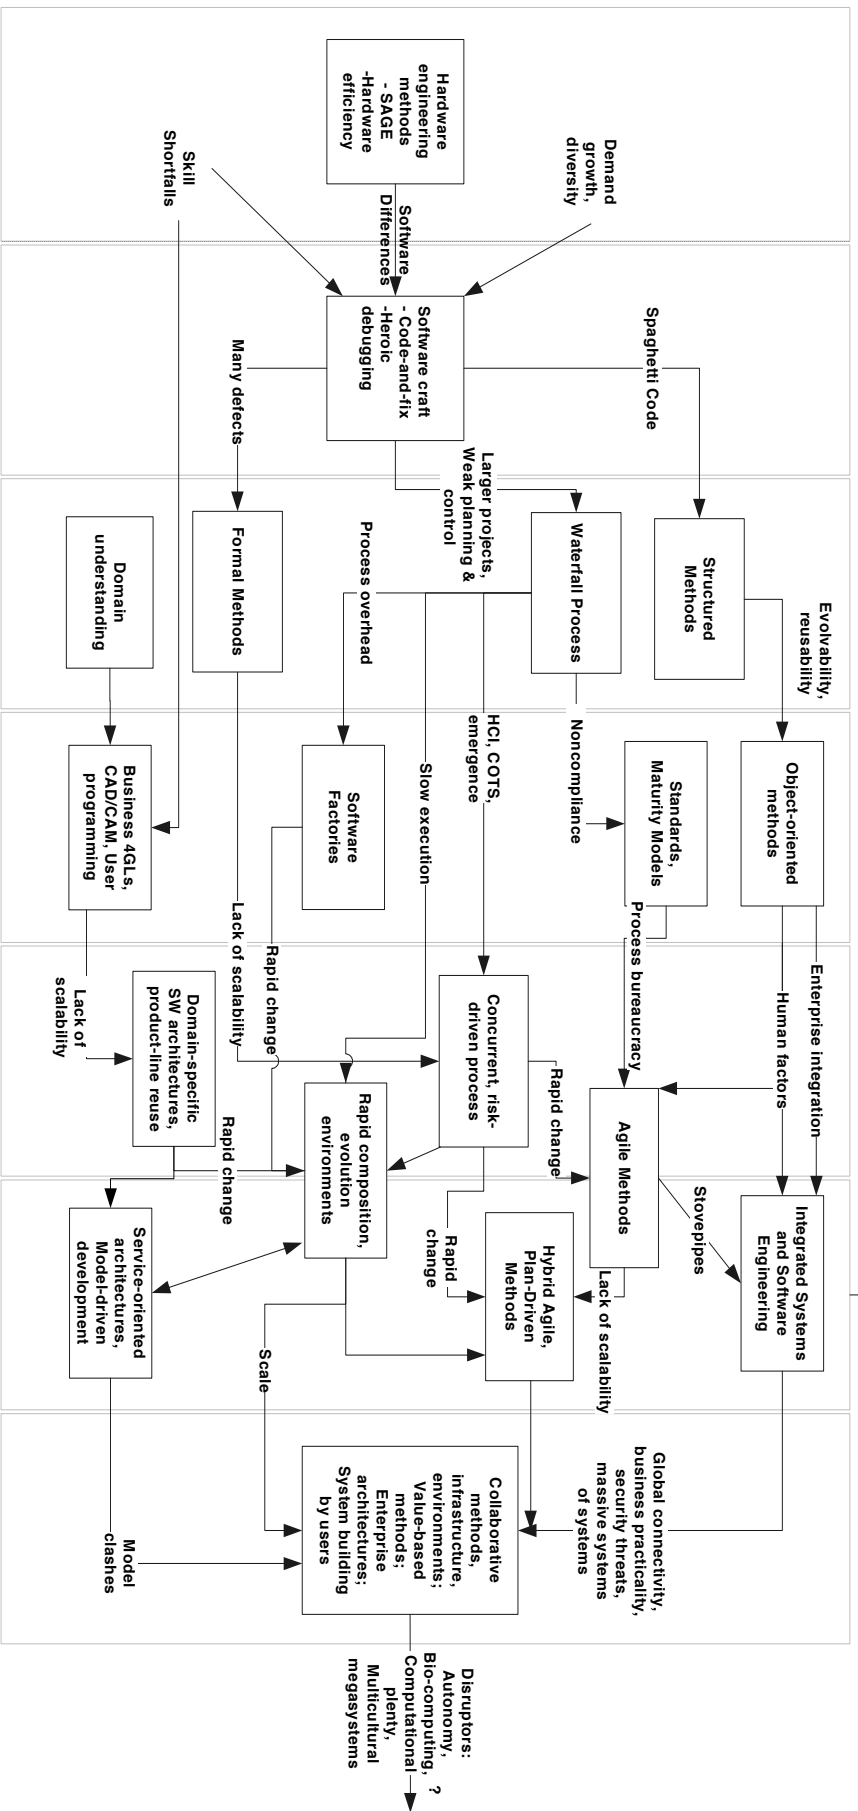 Hardware
engineering
methods
- SAGE
-Hardware
efficiency
Demand
growth,
diversity
Skill
Shortfalls
Software
Differences
Software craft
- Code-and-fix
-Heroic
debugging
Spaghetti Code
Many defects
Larger projects,
Weak planning &
control
Structured
Methods
Waterfall Process
Formal Methods
Domain
understanding
Process overhead
Evolvability,
reusability
HCI, COTS,
emergence
Noncompliance
Slow execution
Object-oriented
methods
Standards,
Maturity Models
Software
Factories
Business 4GLs,
CAD/CAM, User
programming
Process bureaucracy
Lack of scalability
Rapid change
Lack of
scalability
Enterprise integration
Human factors
Concurrent, risk-
driven process
Domain-specific
SW architectures,
product-line reuse
Rapid change
Agile Methods
Rapid composition,
evolution
environments
Rapid change
Stovepipes
Integrated Systems
and Software
Engineering
Hybrid Agile,
Plan-Driven
Methods
Rapid
change
Service-oriented
architectures,
Model-driven
development
Lack of scalability
Scale
Global connectivity,
business practicality,
security threats,
massive systems
of systems
Collaborative
methods,
infrastructure,
environments;
Value-based
methods;
Enterprise
architectures;
System building
by users
Model
clashes
Disruptors:
Autonomy,
Bio-computing, ?
Computational
plenty,
Multicultural
megasystems